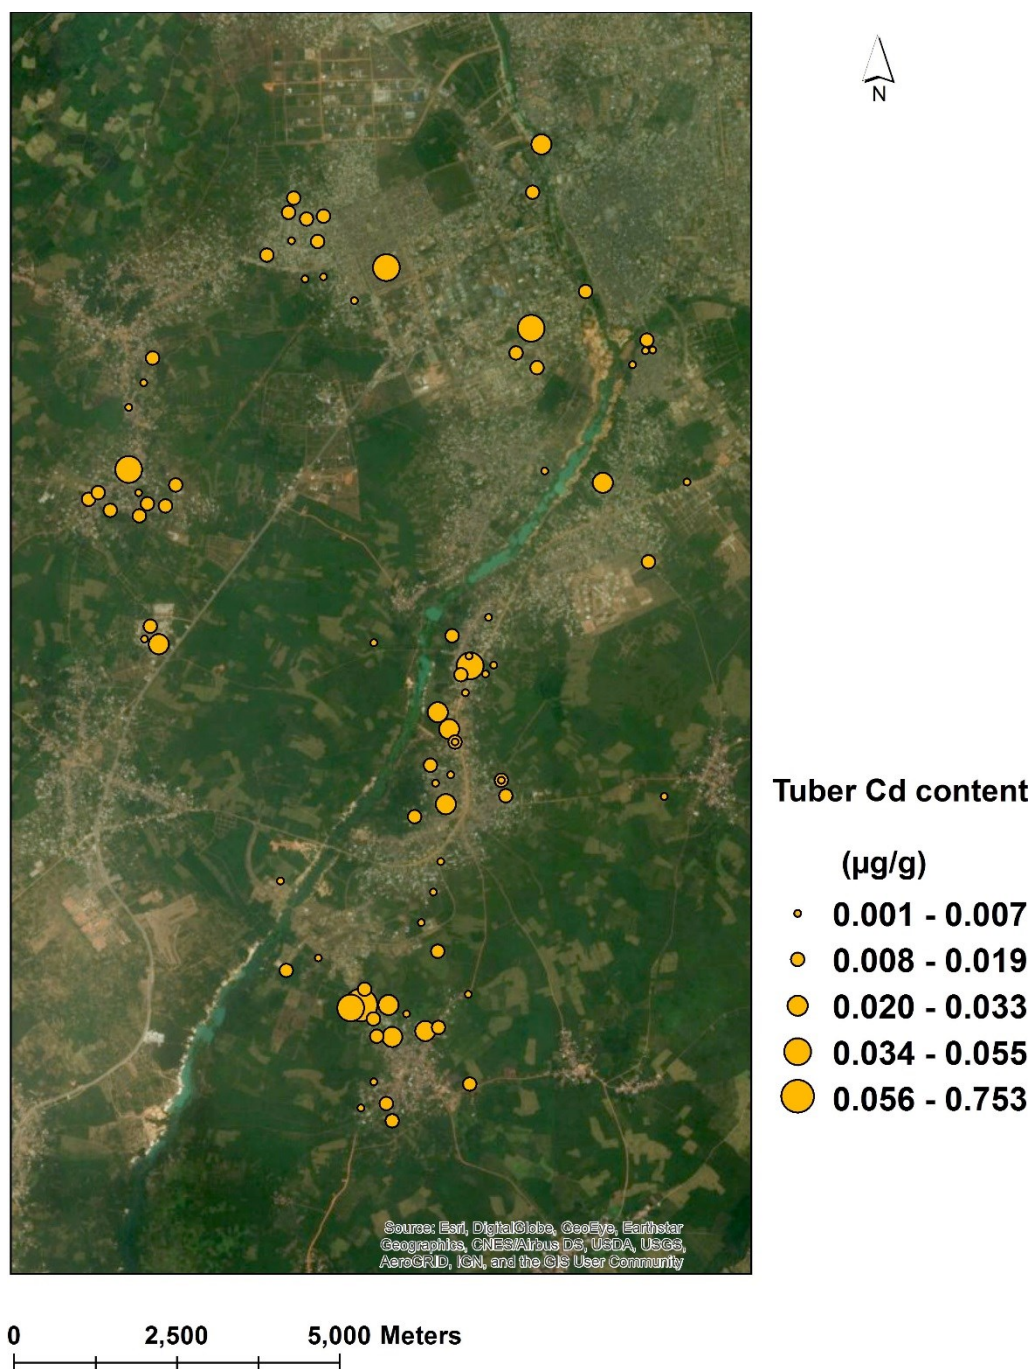 N
Tuber Cd content
(µg/g)
0.001 - 0.007
0.008 - 0.019
0.020 - 0.033
0.034 - 0.055
0.056 - 0.753
Source: Esri, DigitalGlobe, GeoEye, Earthstar
Geographics, CNES/Airbus DS, USDA, USGS,
AeroGRID, IGN, and the GIS User Community
0 2,500 5,000 Meters